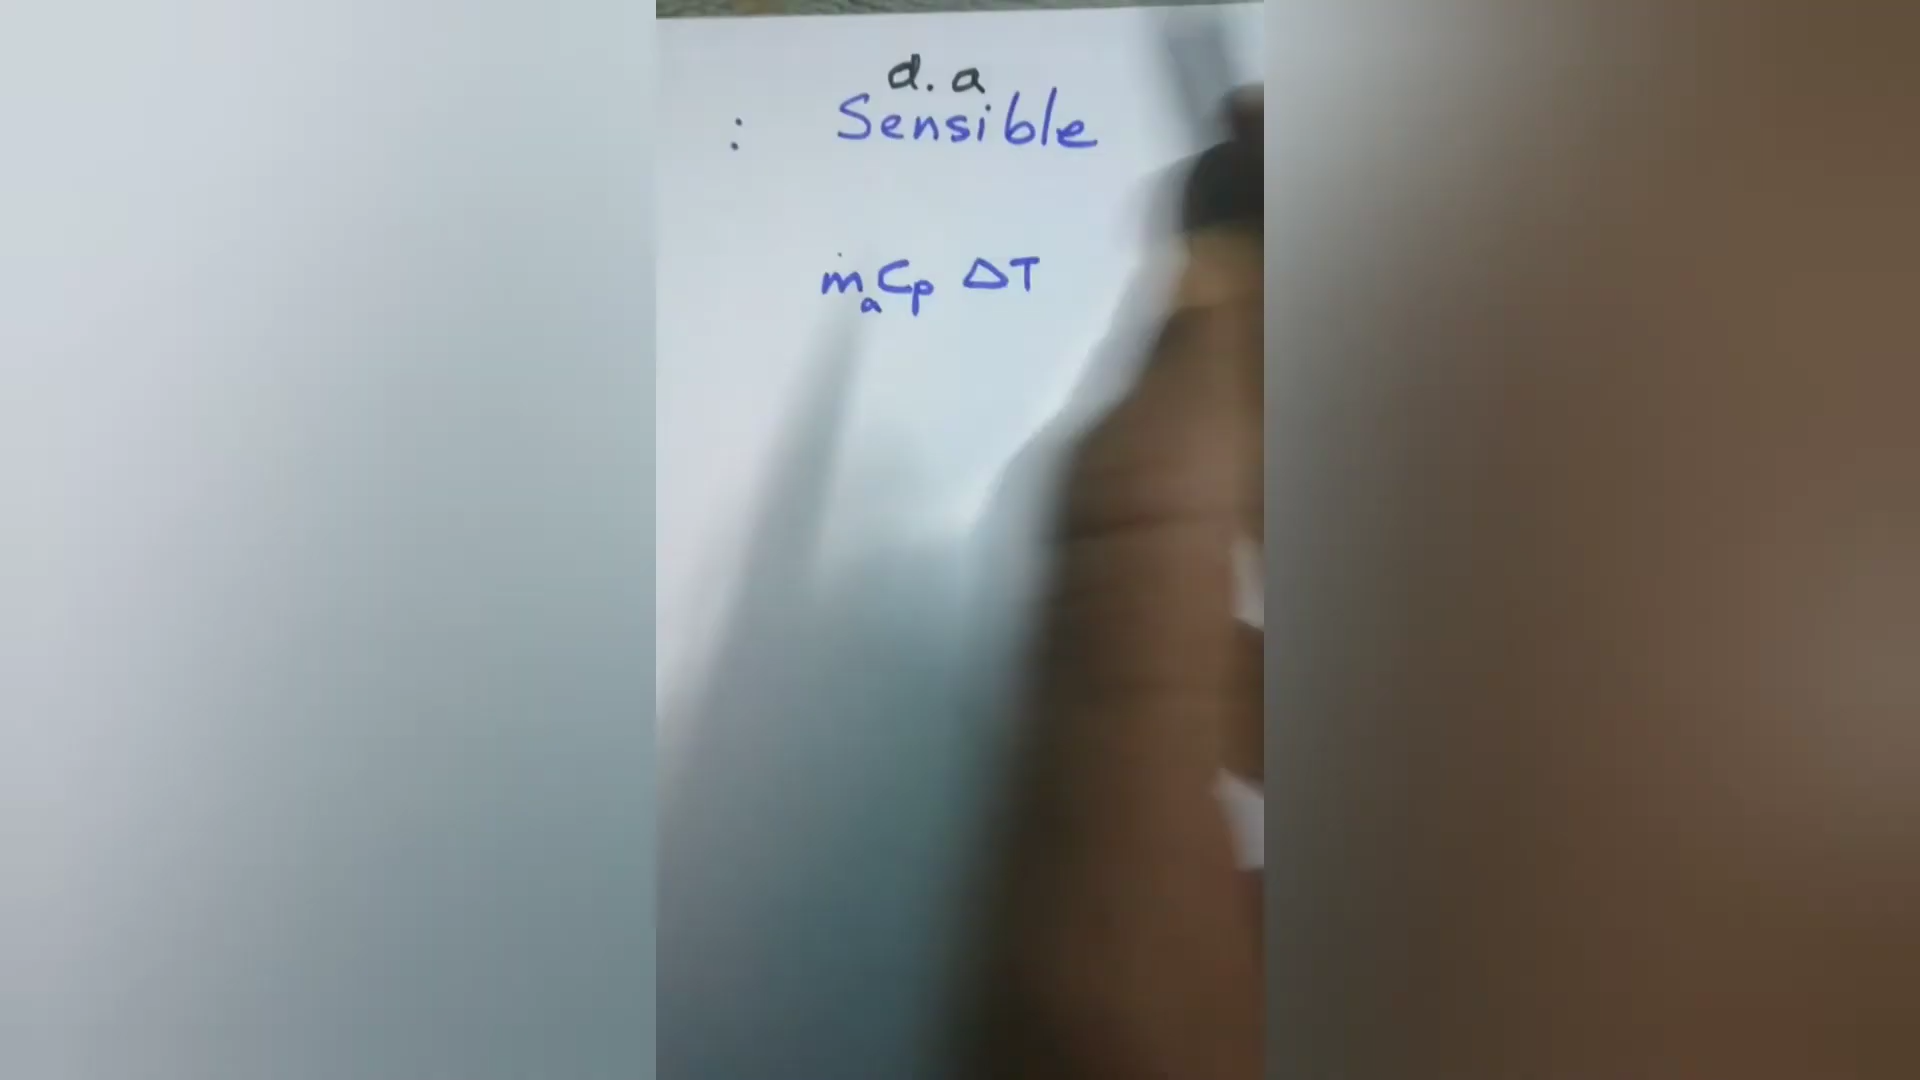 d. a
: Sensible
ṁₐCₚ ΔT